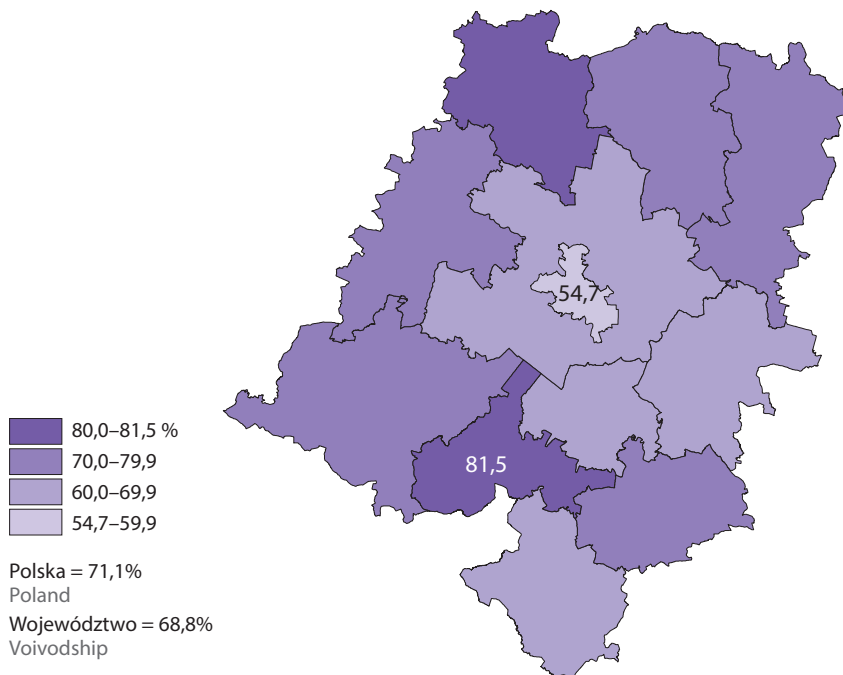 54,7
81,5
80,0–81,5 %
70,0–79,9
60,0–69,9
54,7–59,9
Polska = 71,1%
Poland
Województwo = 68,8%
Voivodship